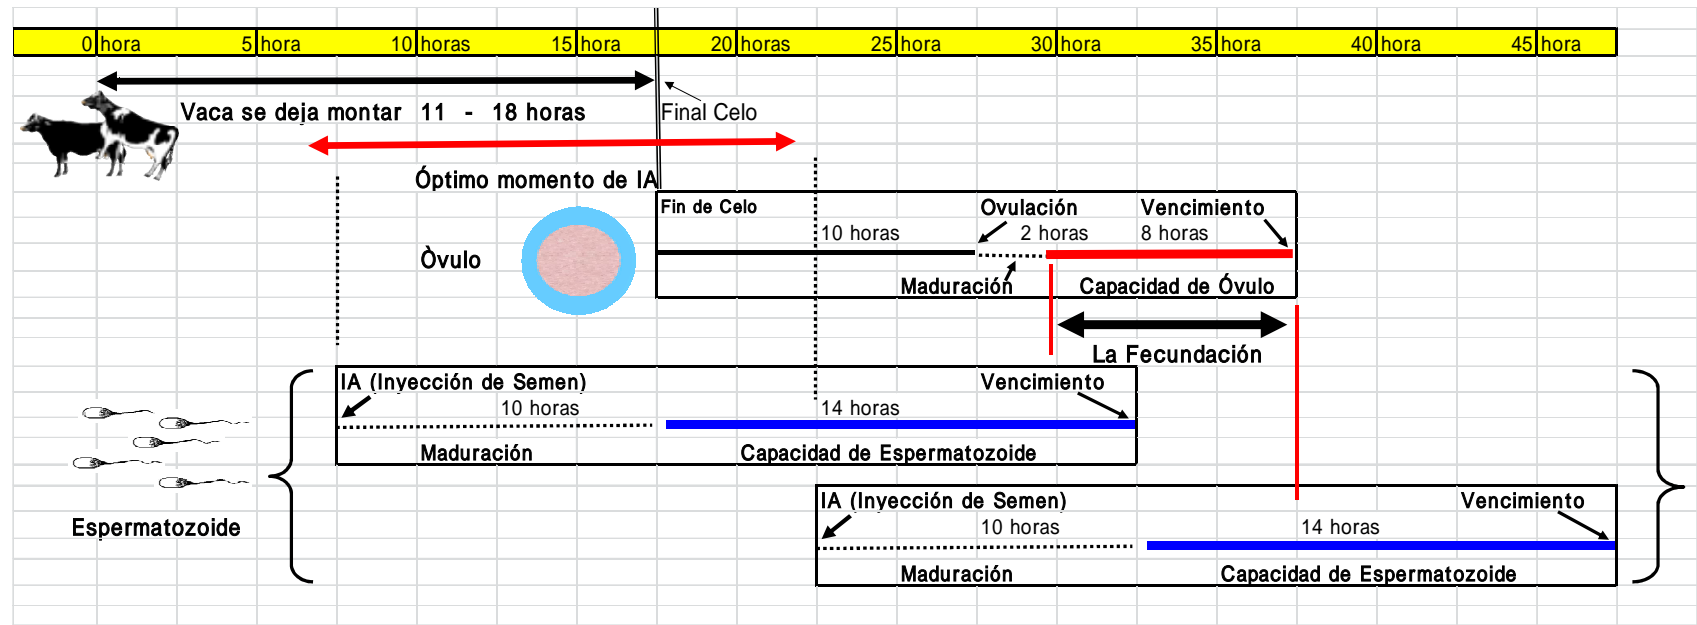 0 hora 5 hora 10 horas 15 hora 20 horas 25 hora 30 hora 35 hora 40 hora 45 hora
Vaca se deja montar 11 - 18 horas
Final Celo
Óptimo momento de IA
Fin de Celo
Ovulación
Vencimiento
10 horas
2 horas
8 horas
Òvulo
Maduración
Capacidad de Óvulo
La Fecundación
IA (Inyección de Semen)
Vencimiento
10 horas
14 horas
Maduración
Capacidad de Espermatozoide
IA (Inyección de Semen)
Vencimiento
Espermatozoide
10 horas
14 horas
Maduración
Capacidad de Espermatozoide